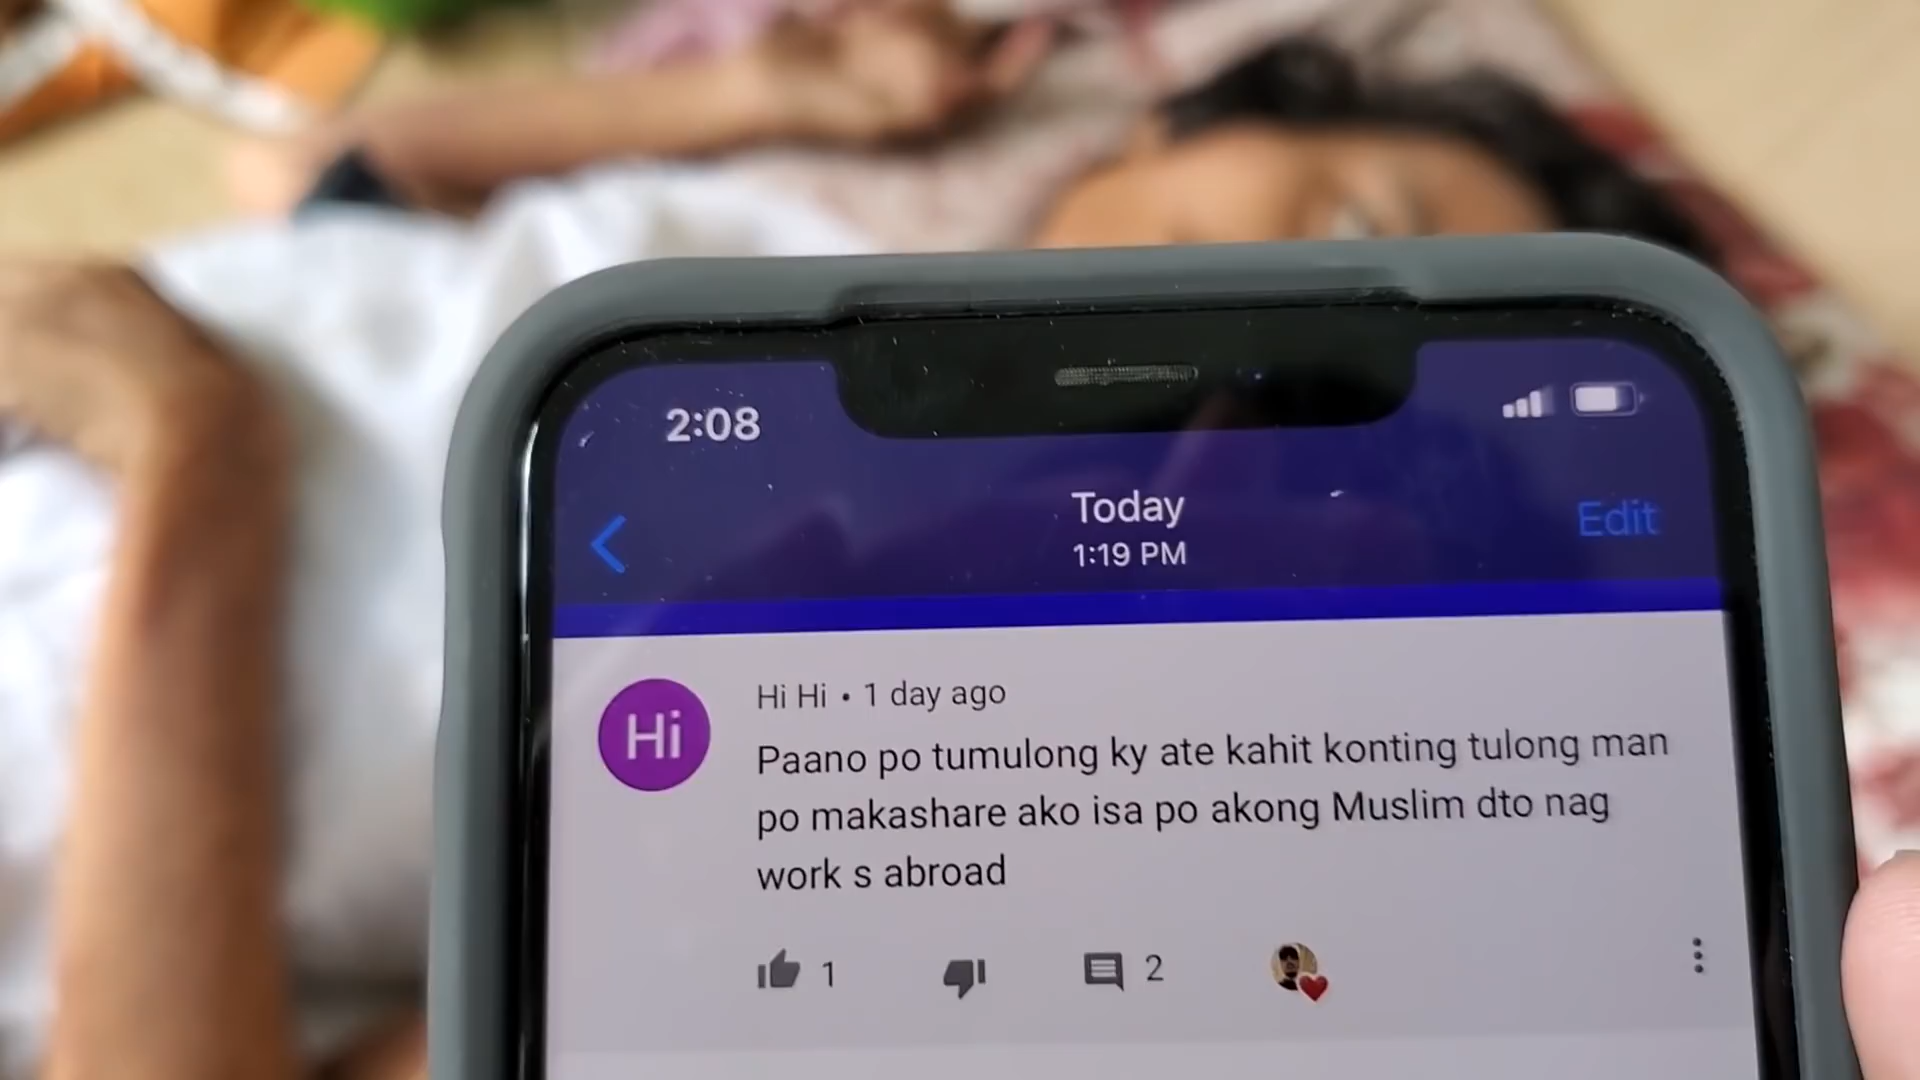 2:08
Today
1:19 PM
Edit
Hi
Hi Hi • 1 day ago
Paano po tumulong ky ate kahit konting tulong man
po makashare ako isa po akong Muslim dto nag
work s abroad
1
2